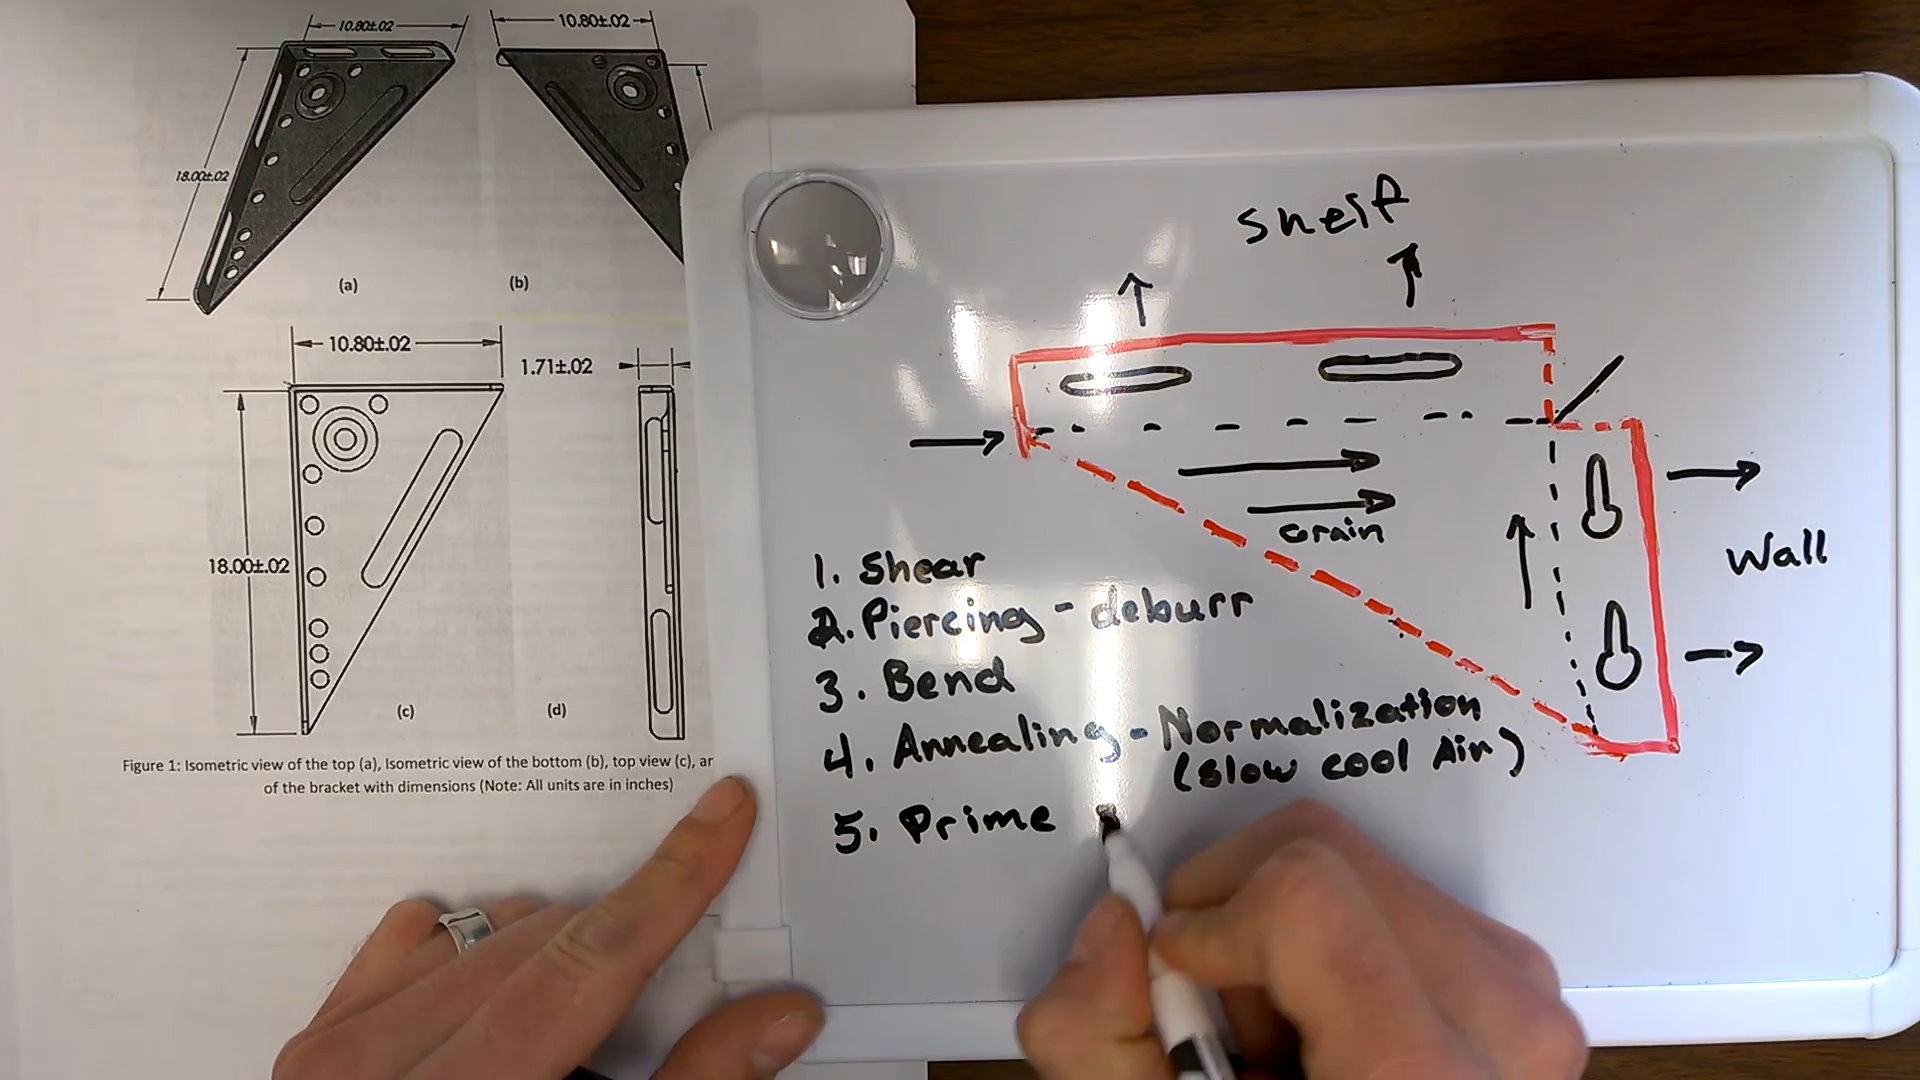 10.80±.02
10.80±.02
18.00±.02
(a)
(b)
10.80±.02
1.71±.02
18.00±.02
(c)
(d)
Figure 1: Isometric view of the top (a), Isometric view of the bottom (b), top view (c), ar
of the bracket with dimensions (Note: All units are in inches)
Shelf
Grain
Wall
1. Shear
2. Piercing - deburr
3. Bend
4. Annealing - Normalization
(Slow cool Air)
5. Prime